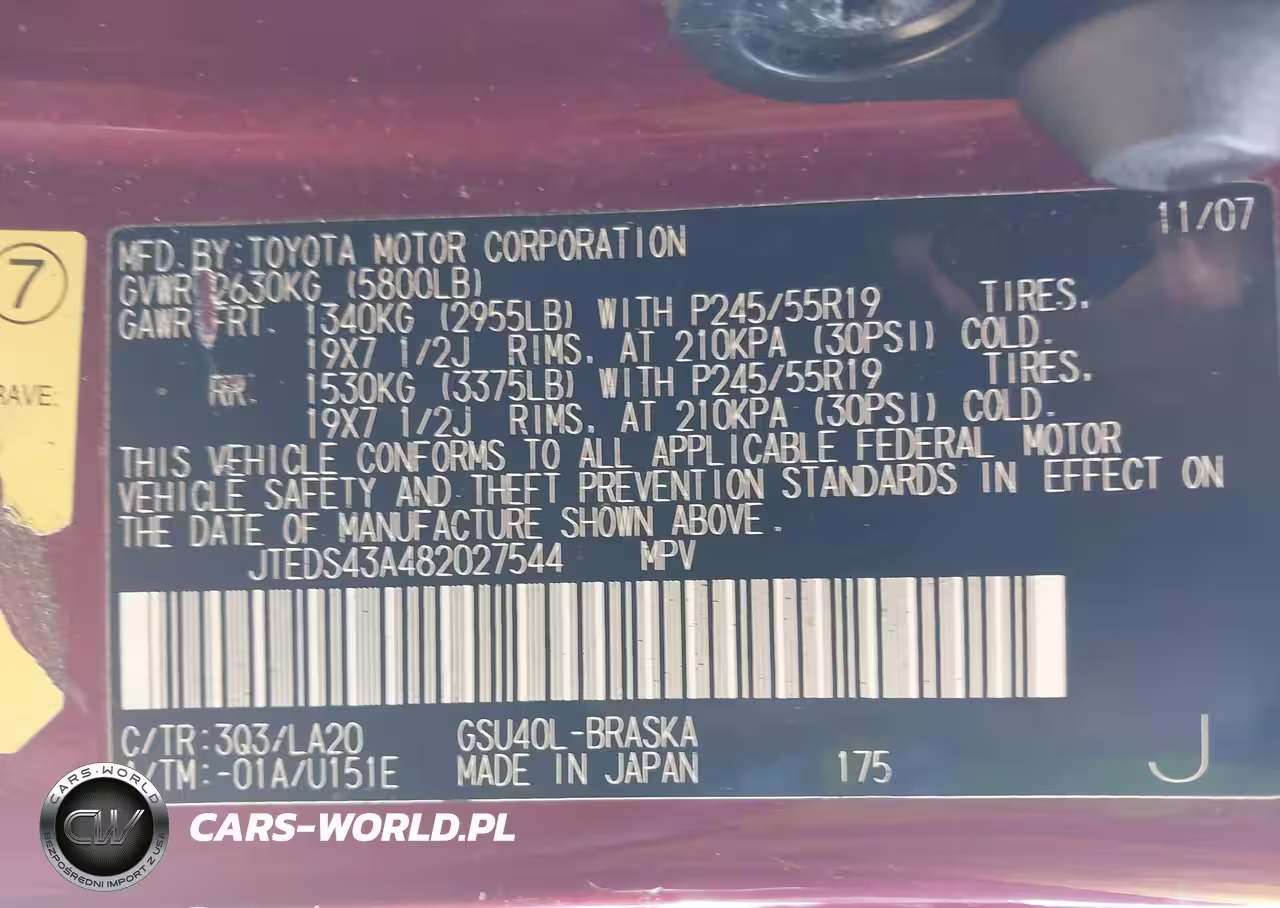 7
RAVE:
11/07
MFD. BY: TOYOTA MOTOR CORPORATION
GVWR 2630KG (5800LB)
GAWR FRT. 1340KG (2955LB) WITH P245/55R19 TIRES.
19X7 1/2J RIMS. AT 210KPA (30PSI) COLD.
RR. 1530KG (3375LB) WITH P245/55R19 TIRES.
19X7 1/2J RIMS. AT 210KPA (30PSI) COLD.
THIS VEHICLE CONFORMS TO ALL APPLICABLE FEDERAL MOTOR
VEHICLE SAFETY AND THEFT PREVENTION STANDARDS IN EFFECT ON
THE DATE OF MANUFACTURE SHOWN ABOVE.
JTEDS43A482027544 MPV
C/TR:3Q3/LA20 GSU40L-BRASKA
/TM:-01A/U151E MADE IN JAPAN 175 J
CARS-WORLD
CW
BEZPOŚREDNI IMPORT Z USA
CARS-WORLD.PL